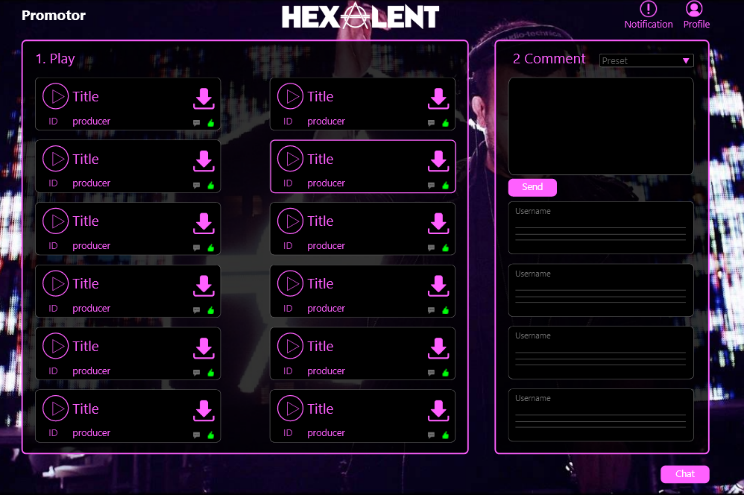 Promotor
HEXALENT
Notification
Profile
1. Play
Title
ID producer
Title
ID producer
Title
ID producer
Title
ID producer
Title
ID producer
Title
ID producer
Title
ID producer
Title
ID producer
Title
ID producer
Title
ID producer
Title
ID producer
Title
ID producer
2 Comment
Preset
Send
Username
Username
Username
Username
Chat